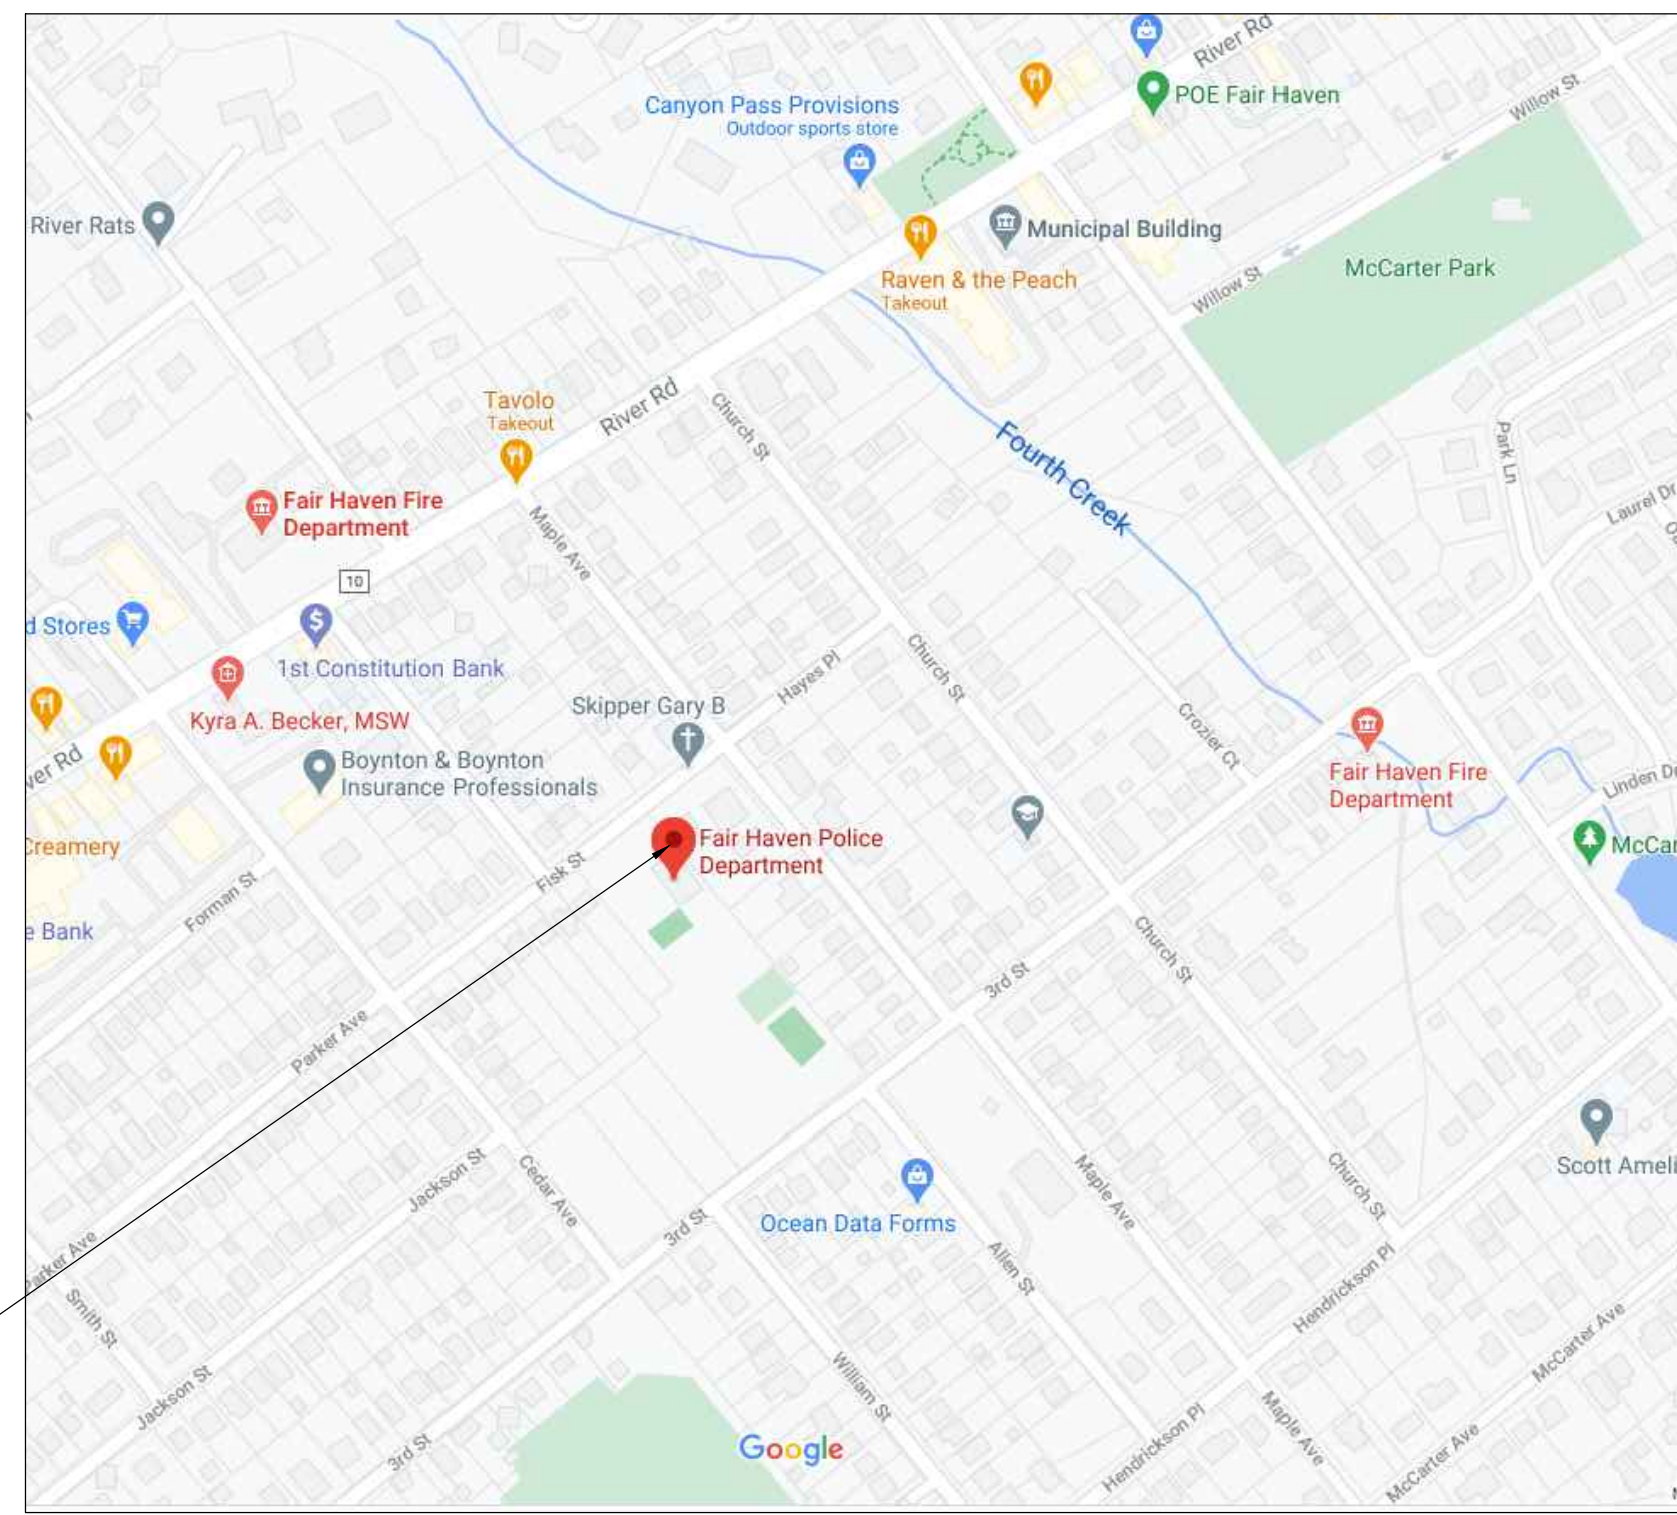 River Rd
Willow St
POE Fair Haven
Canyon Pass Provisions
Outdoor sports store
River Rats
Municipal Building
McCarter Park
Raven & the Peach
Takeout
Willow St
Tavolo
Takeout
River Rd
Church St
Fourth Creek
Park Ln
Laurel Dr
Fair Haven Fire
Department
Maple Ave
10
d Stores
1st Constitution Bank
Hayes Pl
Church St
Skipper Gary B
Kyra A. Becker, MSW
Crozier Ct
ver Rd
Boynton & Boynton
Insurance Professionals
Fair Haven Fire
Department
Linden D
Creamery
Fair Haven Police
Department
McCar
Fisk St
Forman St
e Bank
Church St
3rd St
Parker Ave
Scott Ameli
Jackson St
Cedar Ave
Maple Ave
Church St
3rd St
Ocean Data Forms
Allen St
Parker Ave
Smith St
Hendrickson Pl
McCarter Ave
Jackson St
William St
3rd St
Google
Hendrickson Pl
Maple Ave
McCarter Ave